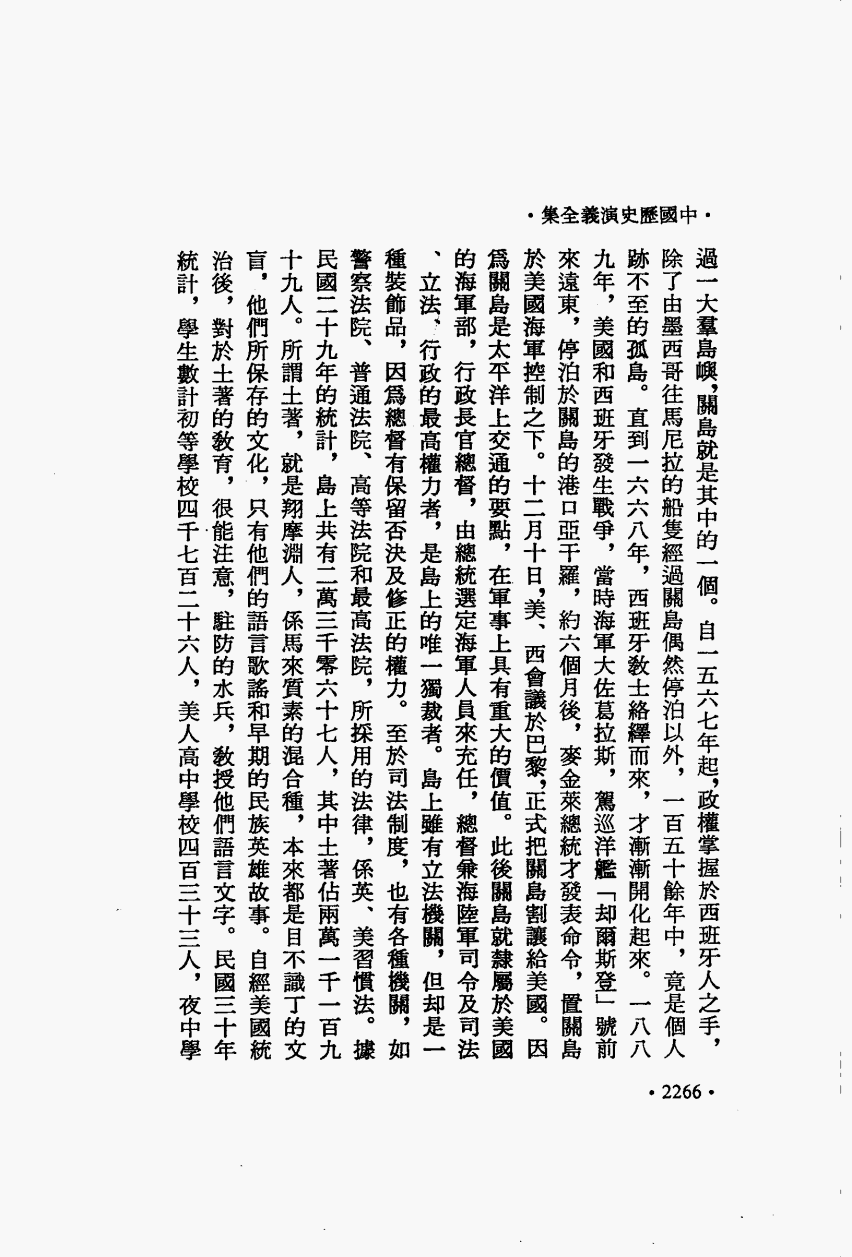 ·中國歷史演義全集·
過一大羣島嶼，關島就是其中的一個。自一五六七年起，政權掌握於西班牙人之手，
除了由墨西哥往馬尼拉的船隻經過關島偶然停泊以外，一百五十餘年中，竟是個人
跡不至的孤島。直到一六六八年，西班牙敎士絡繹而來，才漸漸開化起來。一八八
九年，美國和西班牙發生戰爭，當時海軍大佐葛拉斯，駕巡洋艦「却爾斯登」號前
來遠東，停泊於關島的港口亞干羅，約六個月後，麥金萊總統才發表命令，置關島
於美國海軍控制之下。十二月十日，美、西會議於巴黎，正式把關島割讓給美國。因
爲關島是太平洋上交通的要點，在軍事上具有重大的價值。此後關島就隸屬於美國
的海軍部，行政長官總督，由總統選定海軍人員來充任，總督兼海陸軍司令及司法
、立法、行政的最高權力者，是島上的唯一獨裁者。島上雖有立法機關，但却是一
種裝飾品，因爲總督有保留否決及修正的權力。至於司法制度，也有各種機關，如
警察法院、普通法院、高等法院和最高法院，所採用的法律，係英、美習慣法。據
民國二十九年的統計，島上共有二萬三千零六十七人，其中土著佔兩萬一千一百九
十九人。所謂土著，就是翔摩淵人，係馬來質素的混合種，本來都是目不識丁的文
盲，他們所保存的文化，只有他們的語言歌謠和早期的民族英雄故事。自經美國統
治後，對於土著的敎育，很能注意，駐防的水兵，敎授他們語言文字。民國三十年
統計，學生數計初等學校四千七百二十六人，美人高中學校四百三十三人，夜中學
·2266·